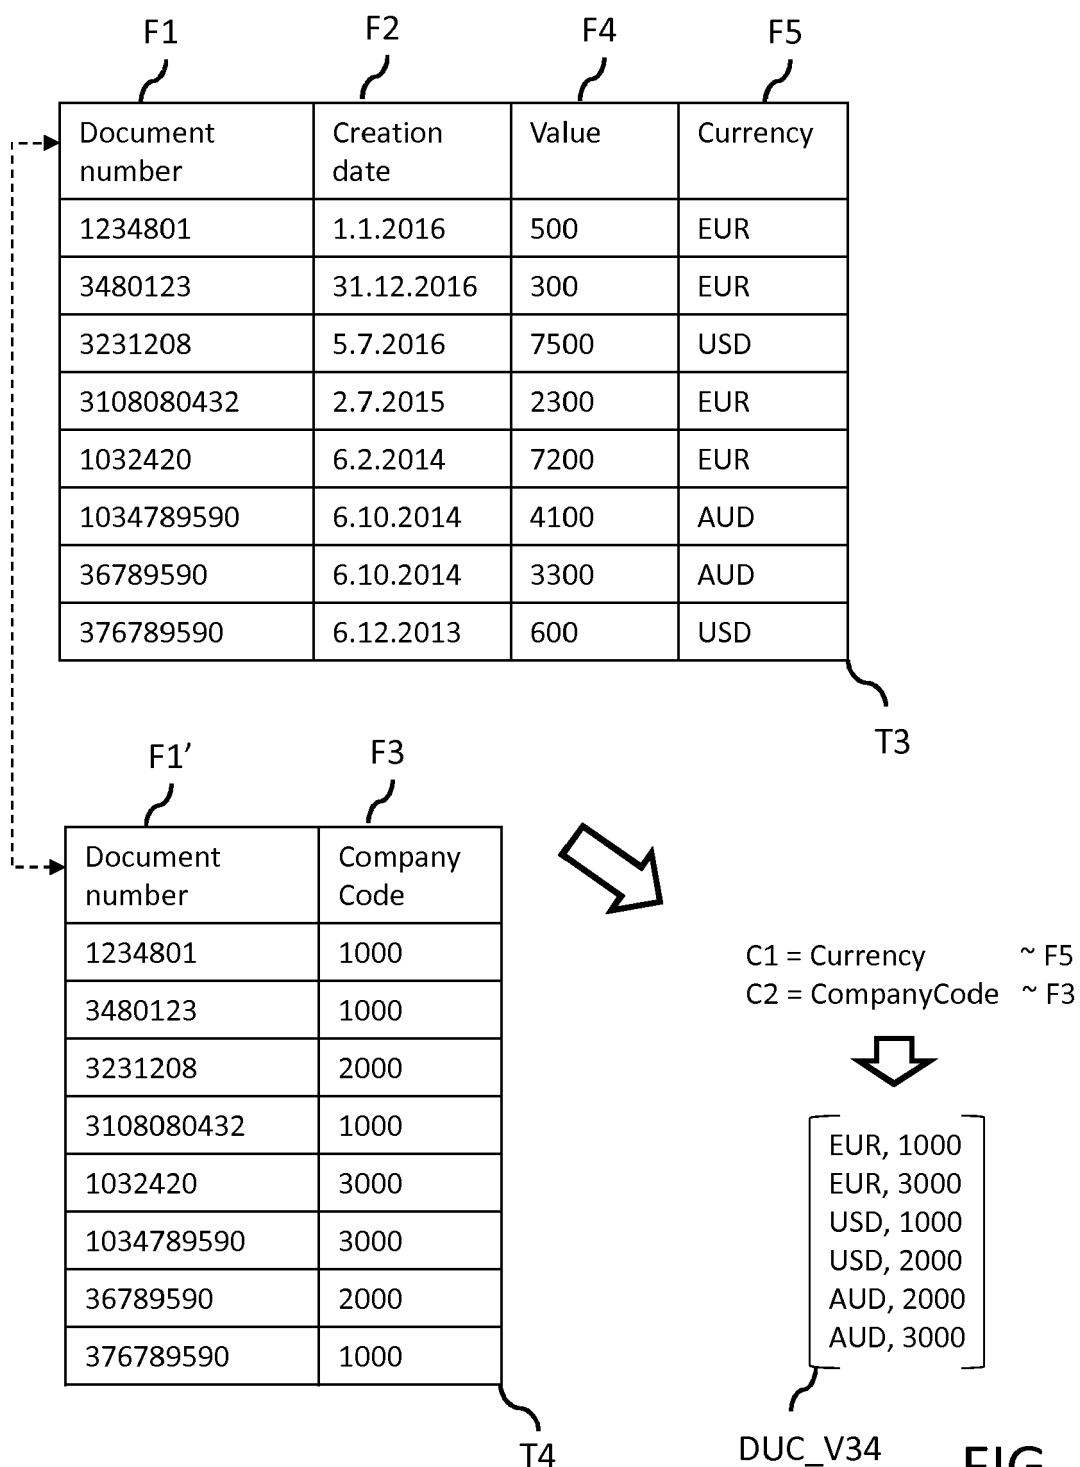 F1 F2 F4 F5
Document number Creation date Value Currency
1234801 1.1.2016 500 EUR
3480123 31.12.2016 300 EUR
3231208 5.7.2016 7500 USD
3108080432 2.7.2015 2300 EUR
1032420 6.2.2014 7200 EUR
1034789590 6.10.2014 4100 AUD
36789590 6.10.2014 3300 AUD
376789590 6.12.2013 600 USD
T3
F1’ F3
Document number Company Code
1234801 1000
3480123 1000
3231208 2000
3108080432 1000
1032420 3000
1034789590 3000
36789590 2000
376789590 1000
T4
C1 = Currency ~ F5
C2 = CompanyCode ~ F3
EUR, 1000
EUR, 3000
USD, 1000
USD, 2000
AUD, 2000
AUD, 3000
DUC_V34
FIG